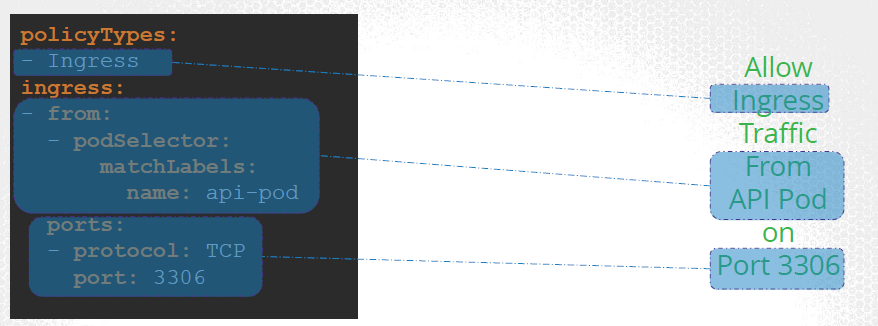 policyTypes:
- Ingress
ingress:
- from:
  - podSelector:
      matchLabels:
        name: api-pod
  ports:
  - protocol: TCP
    port: 3306
Allow
Ingress
Traffic
From
API Pod
on
Port 3306